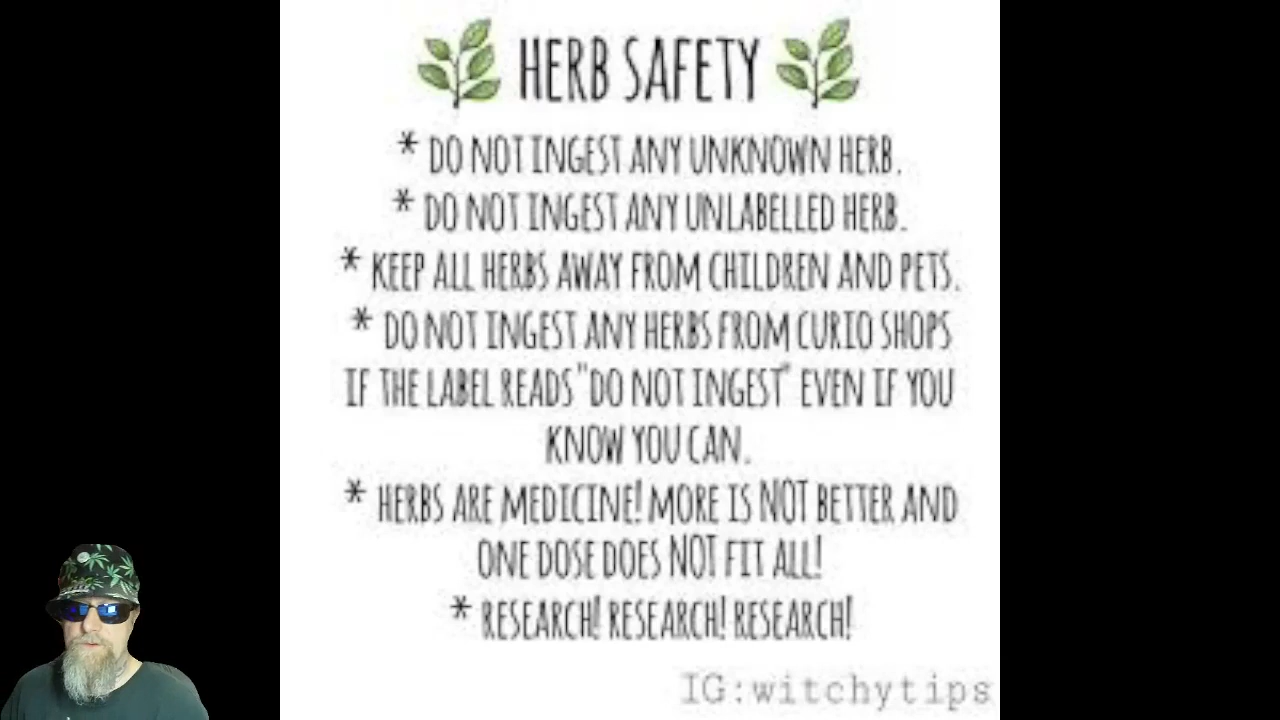 HERB SAFETY
* DO NOT INGEST ANY UNKNOWN HERB.
* DO NOT INGEST ANY UNLABELLED HERB.
* KEEP ALL HERBS AWAY FROM CHILDREN AND PETS.
* DO NOT INGEST ANY HERBS FROM CURIO SHOPS
IF THE LABEL READS "DO NOT INGEST" EVEN IF YOU
KNOW YOU CAN.
* HERBS ARE MEDICINE! MORE IS NOT BETTER AND
ONE DOSE DOES NOT FIT ALL!
* RESEARCH! RESEARCH! RESEARCH!
IG:witchytips